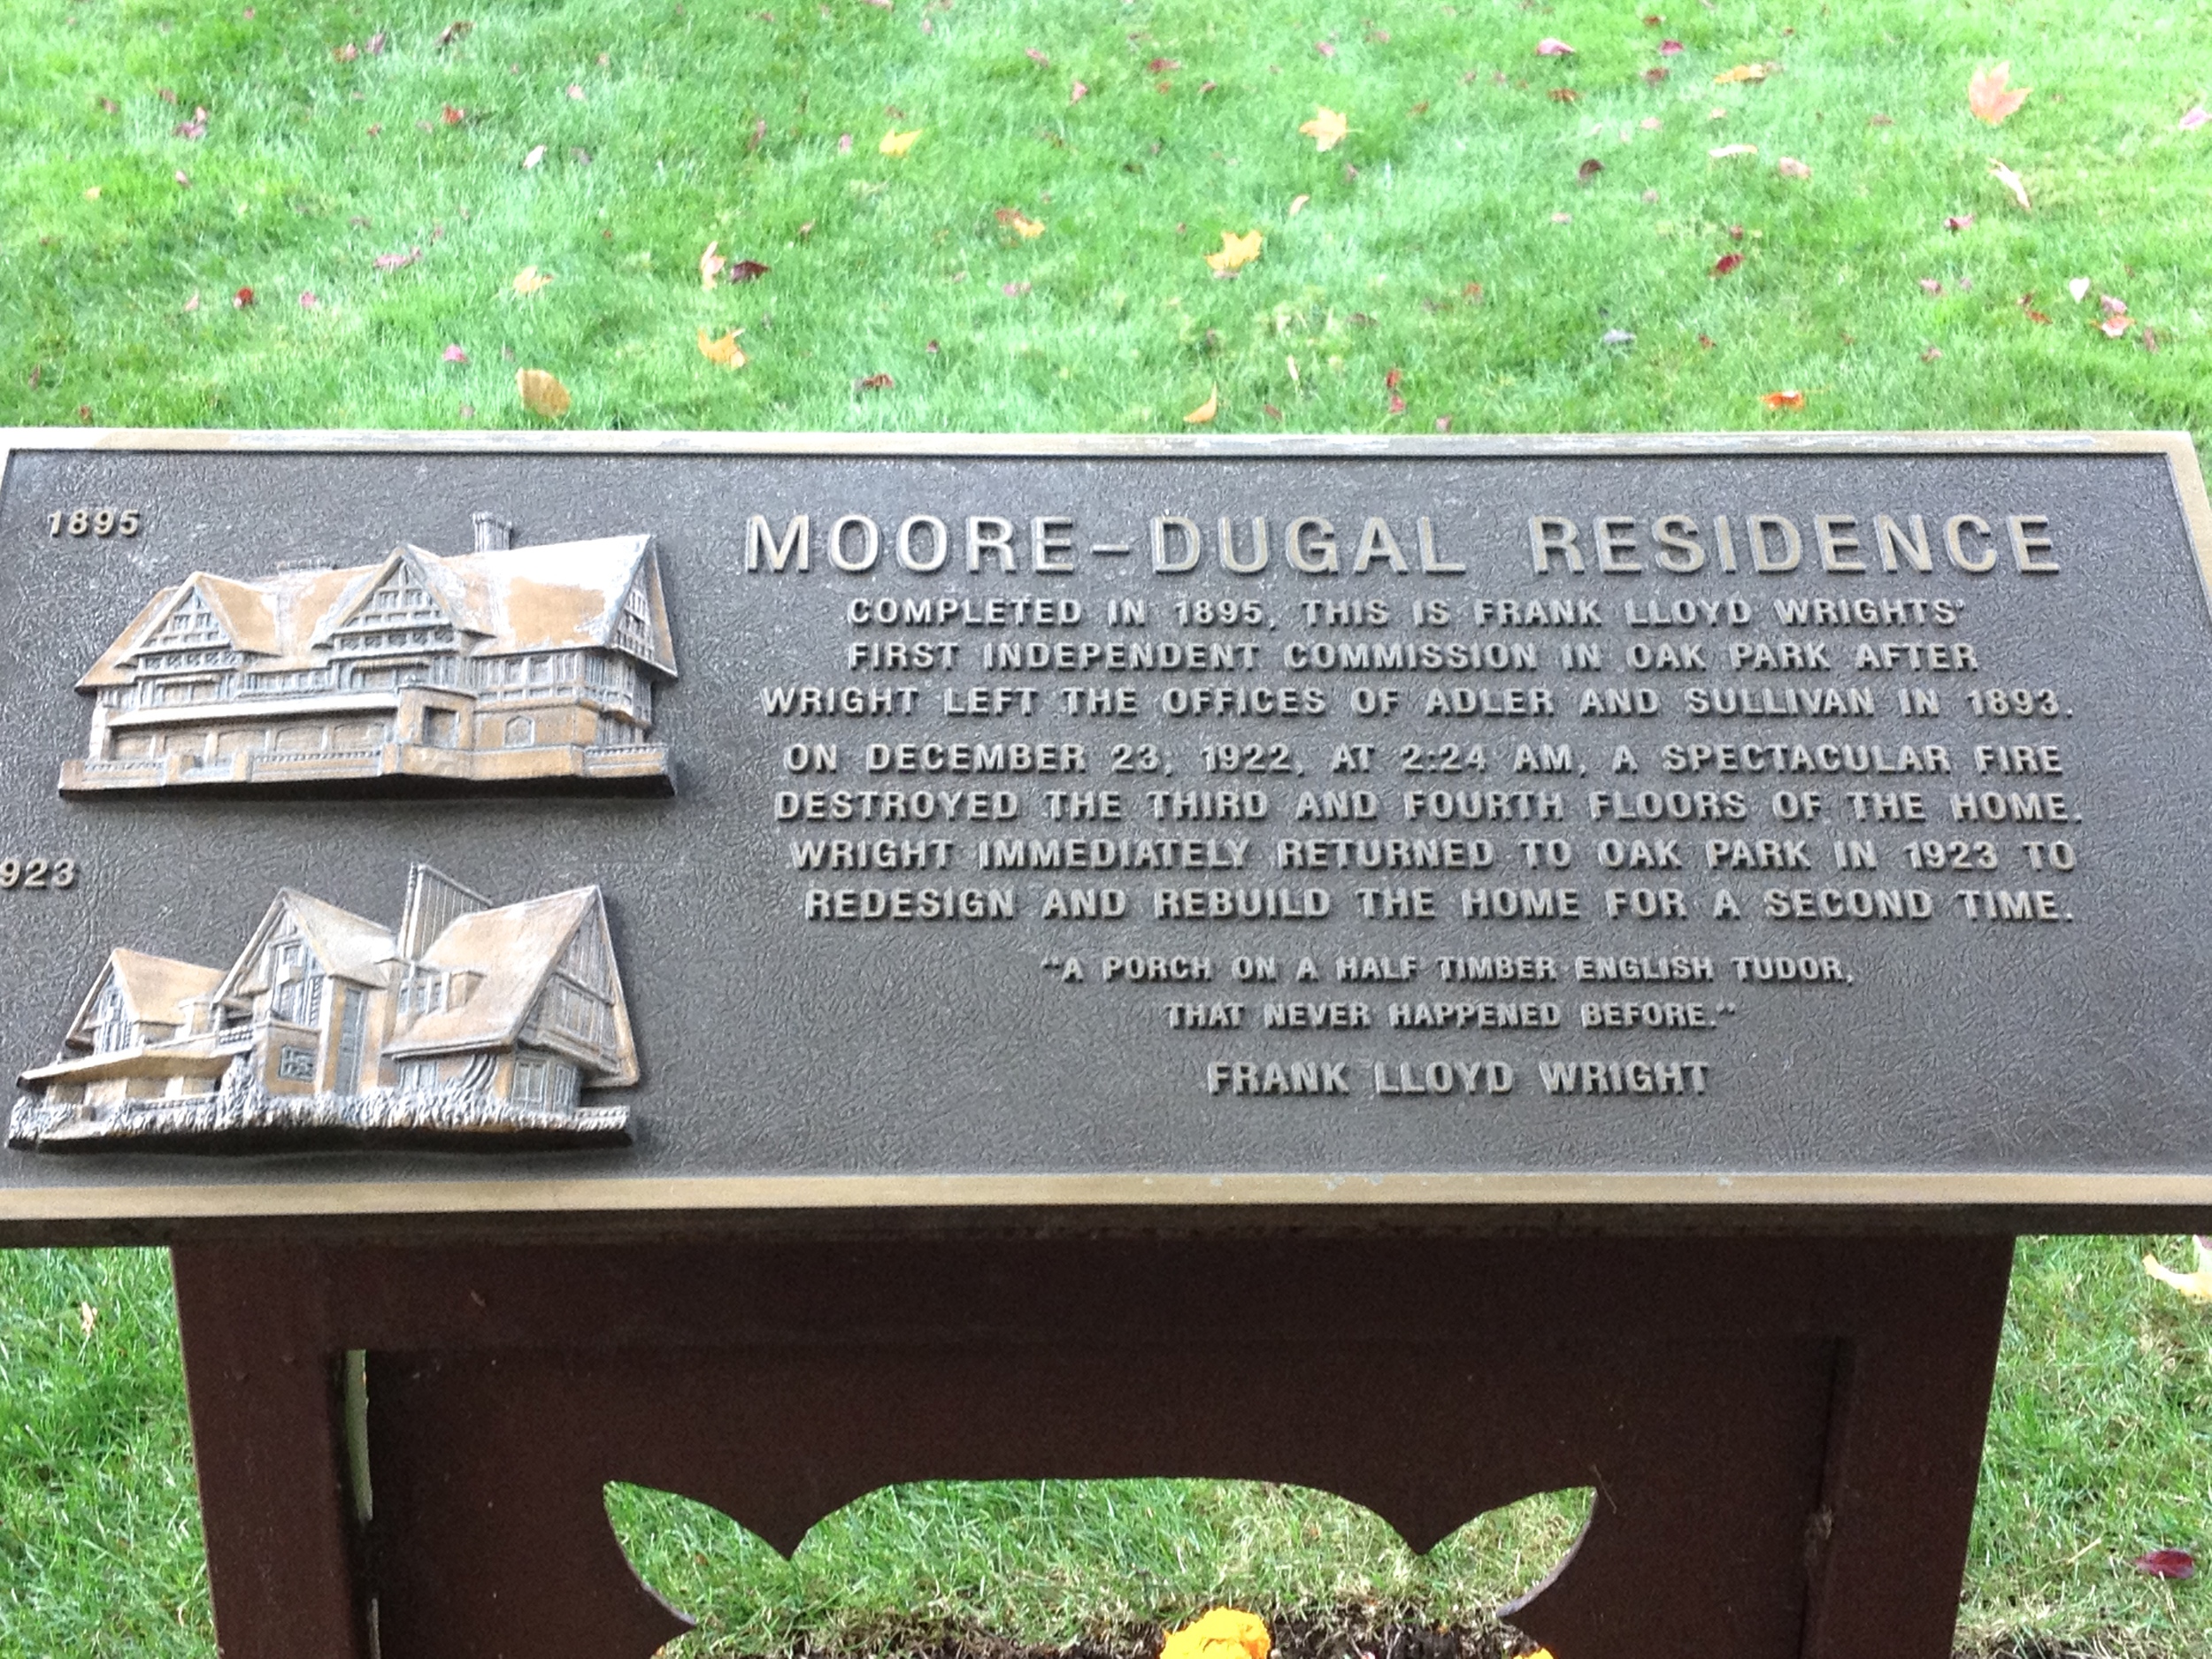 1895
MOORE-DUGAL RESIDENCE
COMPLETED IN 1895, THIS IS FRANK LLOYD WRIGHTS'
FIRST INDEPENDENT COMMISSION IN OAK PARK AFTER
WRIGHT LEFT THE OFFICES OF ADLER AND SULLIVAN IN 1893.
ON DECEMBER 23, 1922, AT 2:24 AM, A SPECTACULAR FIRE
DESTROYED THE THIRD AND FOURTH FLOORS OF THE HOME.
WRIGHT IMMEDIATELY RETURNED TO OAK PARK IN 1923 TO
REDESIGN AND REBUILD THE HOME FOR A SECOND TIME.
923
"A PORCH ON A HALF TIMBER ENGLISH TUDOR,
THAT NEVER HAPPENED BEFORE."
FRANK LLOYD WRIGHT